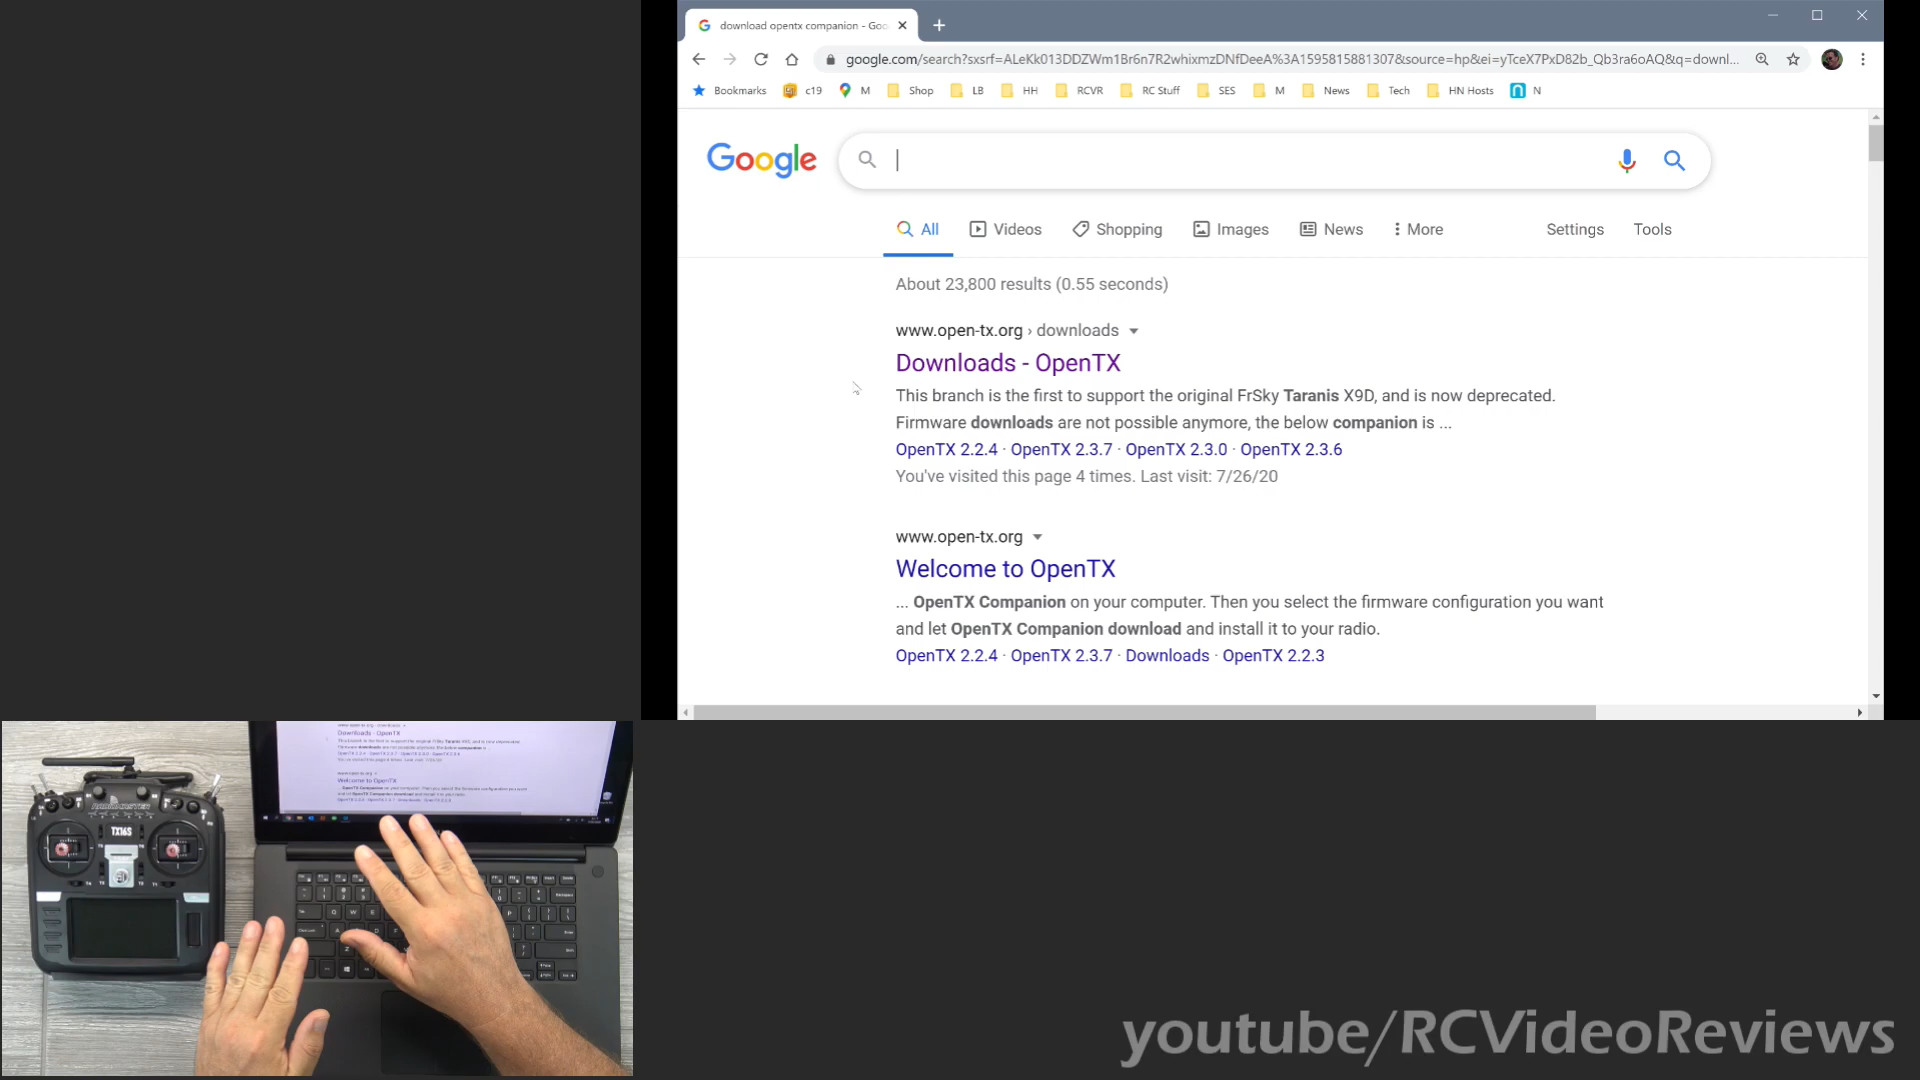 download opentx companion - Goo
google.com/search?sxsrf=ALeKk013DDZWm1Br6n7R2whixmzDNfDeeA%3A1595815881307&source=hp&ei=yTceX7PxD82b_Qb3ra6oAQ&q=downl...
Bookmarks c19 M Shop LB HH RCVR RC Stuff SES M News Tech HN Hosts N
Google
All Videos Shopping Images News More Settings Tools
About 23,800 results (0.55 seconds)
www.open-tx.org › downloads
Downloads - OpenTX
This branch is the first to support the original FrSky Taranis X9D, and is now deprecated.
Firmware downloads are not possible anymore, the below companion is ...
OpenTX 2.2.4 · OpenTX 2.3.7 · OpenTX 2.3.0 · OpenTX 2.3.6
You've visited this page 4 times. Last visit: 7/26/20
www.open-tx.org
Welcome to OpenTX
... OpenTX Companion on your computer. Then you select the firmware configuration you want
and let OpenTX Companion download and install it to your radio.
OpenTX 2.2.4 · OpenTX 2.3.7 · Downloads · OpenTX 2.2.3
Downloads - OpenTX
Welcome to OpenTX
RADIOMASTER
TX16S
youtube/RCVideoReviews